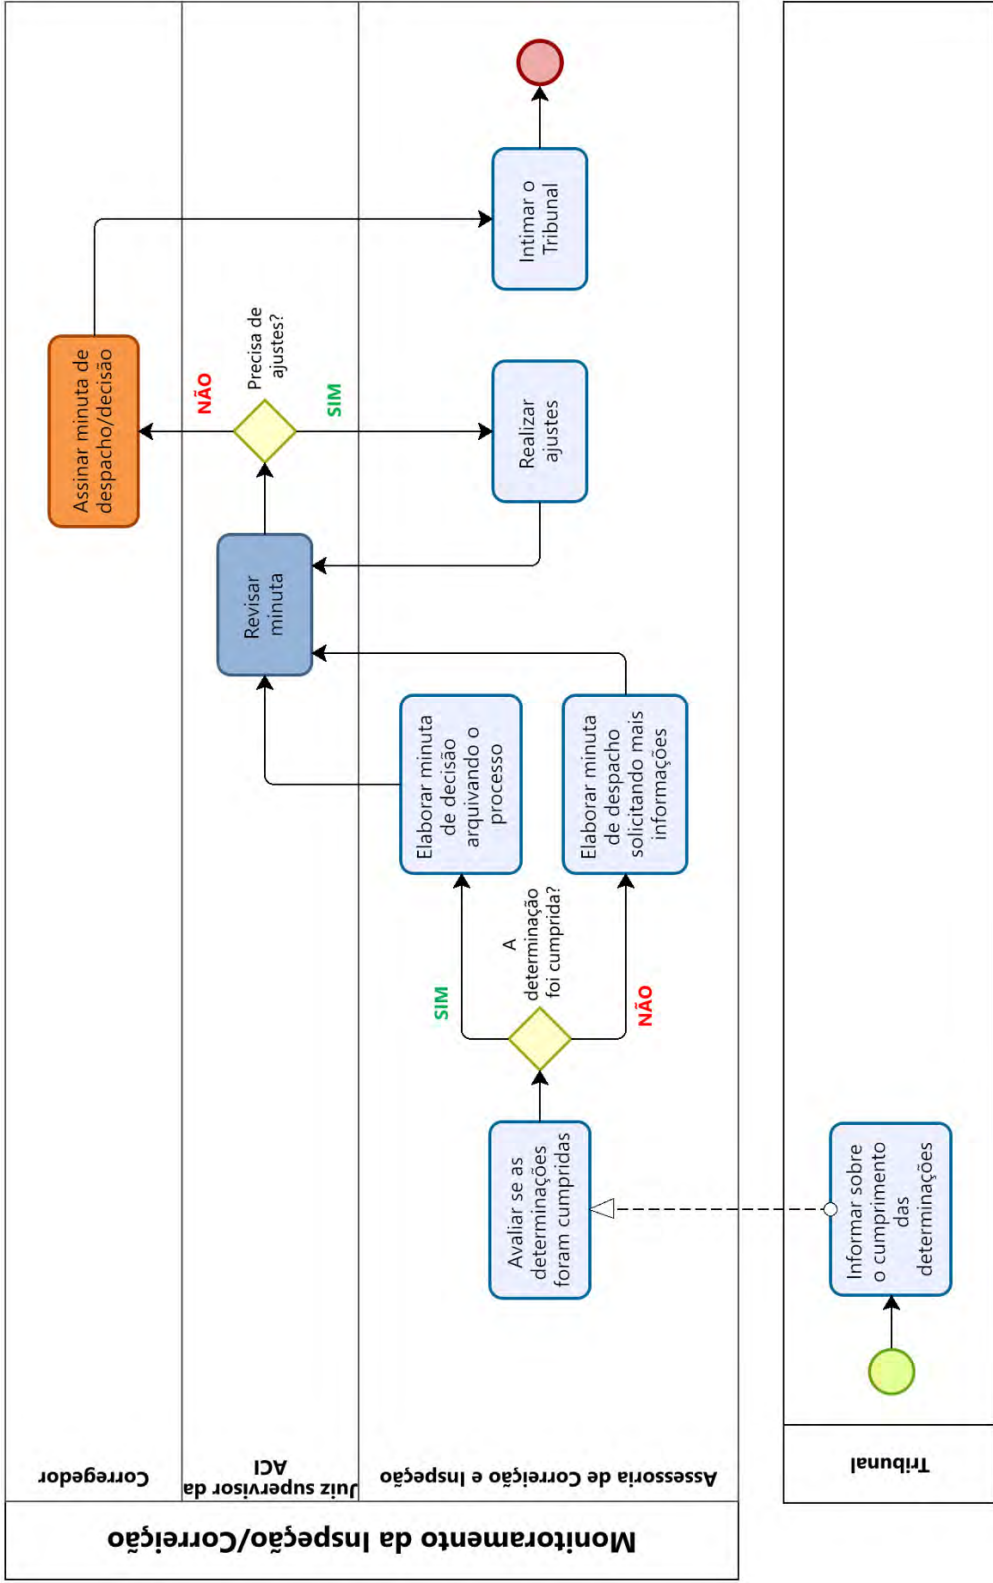 Monitoramento da Inspeção/Correição
Corregedor
Juiz supervisor da
ACI
Assessoria de Correição e Inspeção
Tribunal
Informar sobre
o cumprimento
das
determinações
Avaliar se as
determinações
foram cumpridas
A
determinação
foi cumprida?
SIM
NÃO
Elaborar minuta
de decisão
arquivando o
processo
Elaborar minuta
de despacho
solicitando mais
informações
Revisar
minuta
Precisa de
ajustes?
NÃO
SIM
Realizar
ajustes
Assinar minuta de
despacho/decisão
Intimar o
Tribunal